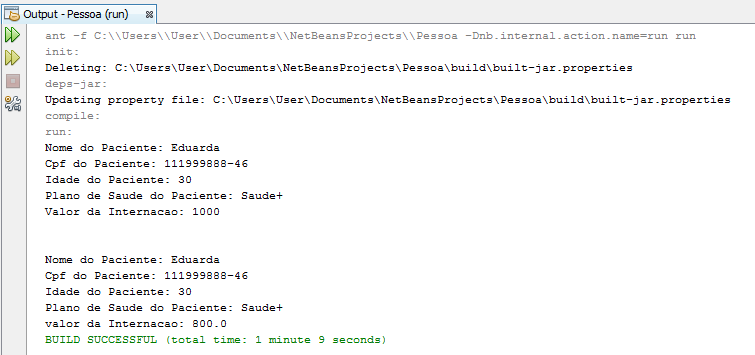 Output - Pessoa (run)
ant -f C:\\Users\\User\\Documents\\NetBeansProjects\\Pessoa -Dnb.internal.action.name=run run
init:
Deleting: C:\Users\User\Documents\NetBeansProjects\Pessoa\build\built-jar.properties
deps-jar:
Updating property file: C:\Users\User\Documents\NetBeansProjects\Pessoa\build\built-jar.properties
compile:
run:
Nome do Paciente: Eduarda
Cpf do Paciente: 111999888-46
Idade do Paciente: 30
Plano de Saude do Paciente: Saude+
Valor da Internacao: 1000
Nome do Paciente: Eduarda
Cpf do Paciente: 111999888-46
Idade do Paciente: 30
Plano de Saude do Paciente: Saude+
valor da Internacao: 800.0
BUILD SUCCESSFUL (total time: 1 minute 9 seconds)